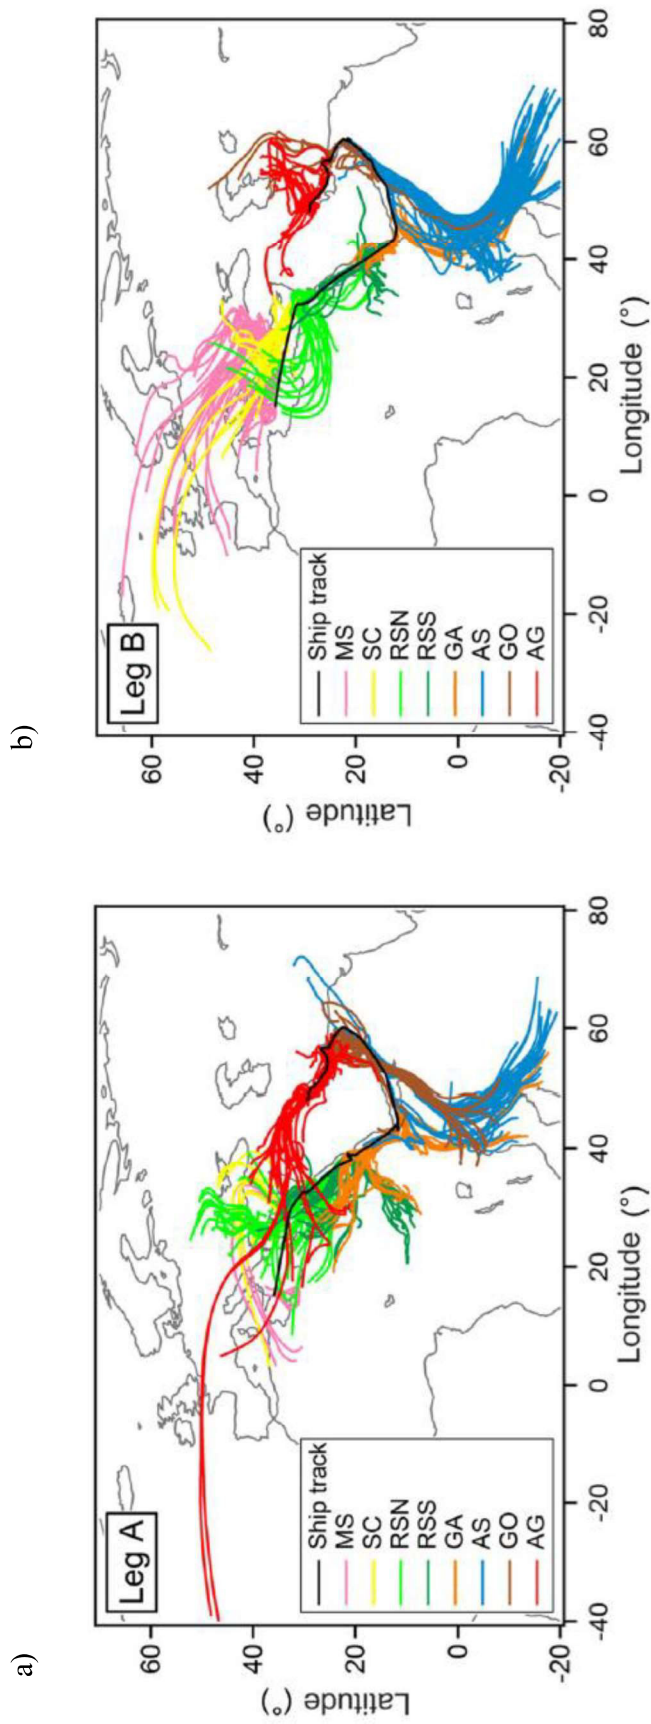 a)
Leg A
Latitude (°)
60
40
20
0
-20
Ship track
MS
SC
RSN
RSS
GA
AS
GO
AG
-40
-20
0
20
40
60
80
Longitude (°)
b)
Leg B
Latitude (°)
60
40
20
0
-20
Ship track
MS
SC
RSN
RSS
GA
AS
GO
AG
-40
-20
0
20
40
60
80
Longitude (°)